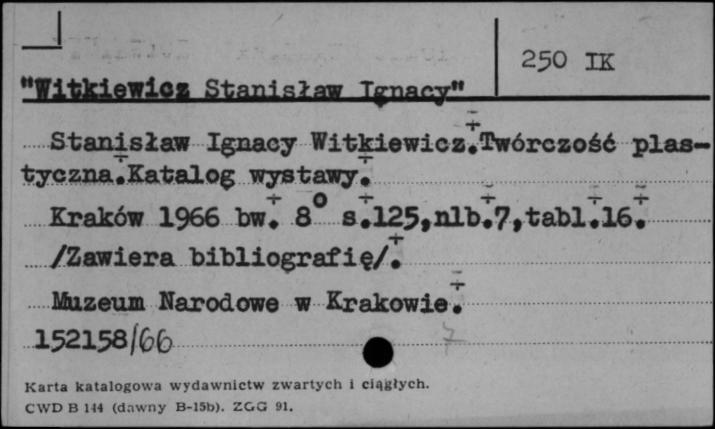 250 IK
"Witkiewicz Stanisław Ignacy"
Stanisław Ignacy Witkiewicz.Twórczość plas-
tyczna.Katalog wystawy.
Kraków 1966 bw. 8° s.125,nlb.7,tabl.16.
/Zawiera bibliografię/.
Muzeum Narodowe w Krakowie.
152158/66
7
Karta katalogowa wydawnictw zwartych i ciągłych.
CWD B 144 (dawny B-15b). ZGG 91.